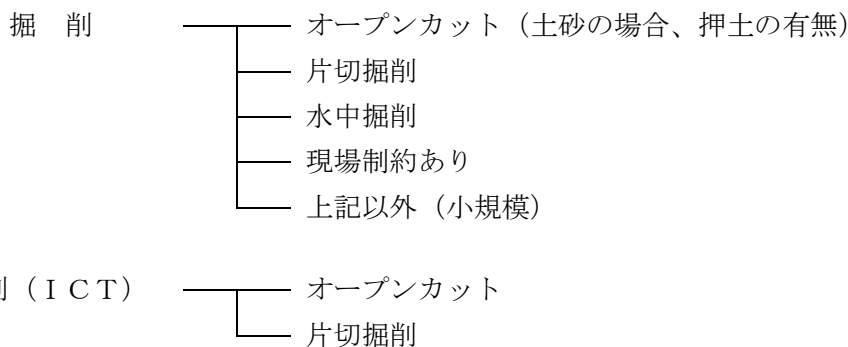 掘　削　オープンカット（土砂の場合、押土の有無）
片切掘削
水中掘削
現場制約あり
上記以外（小規模）
（ＩＣＴ）　オープンカット
片切掘削